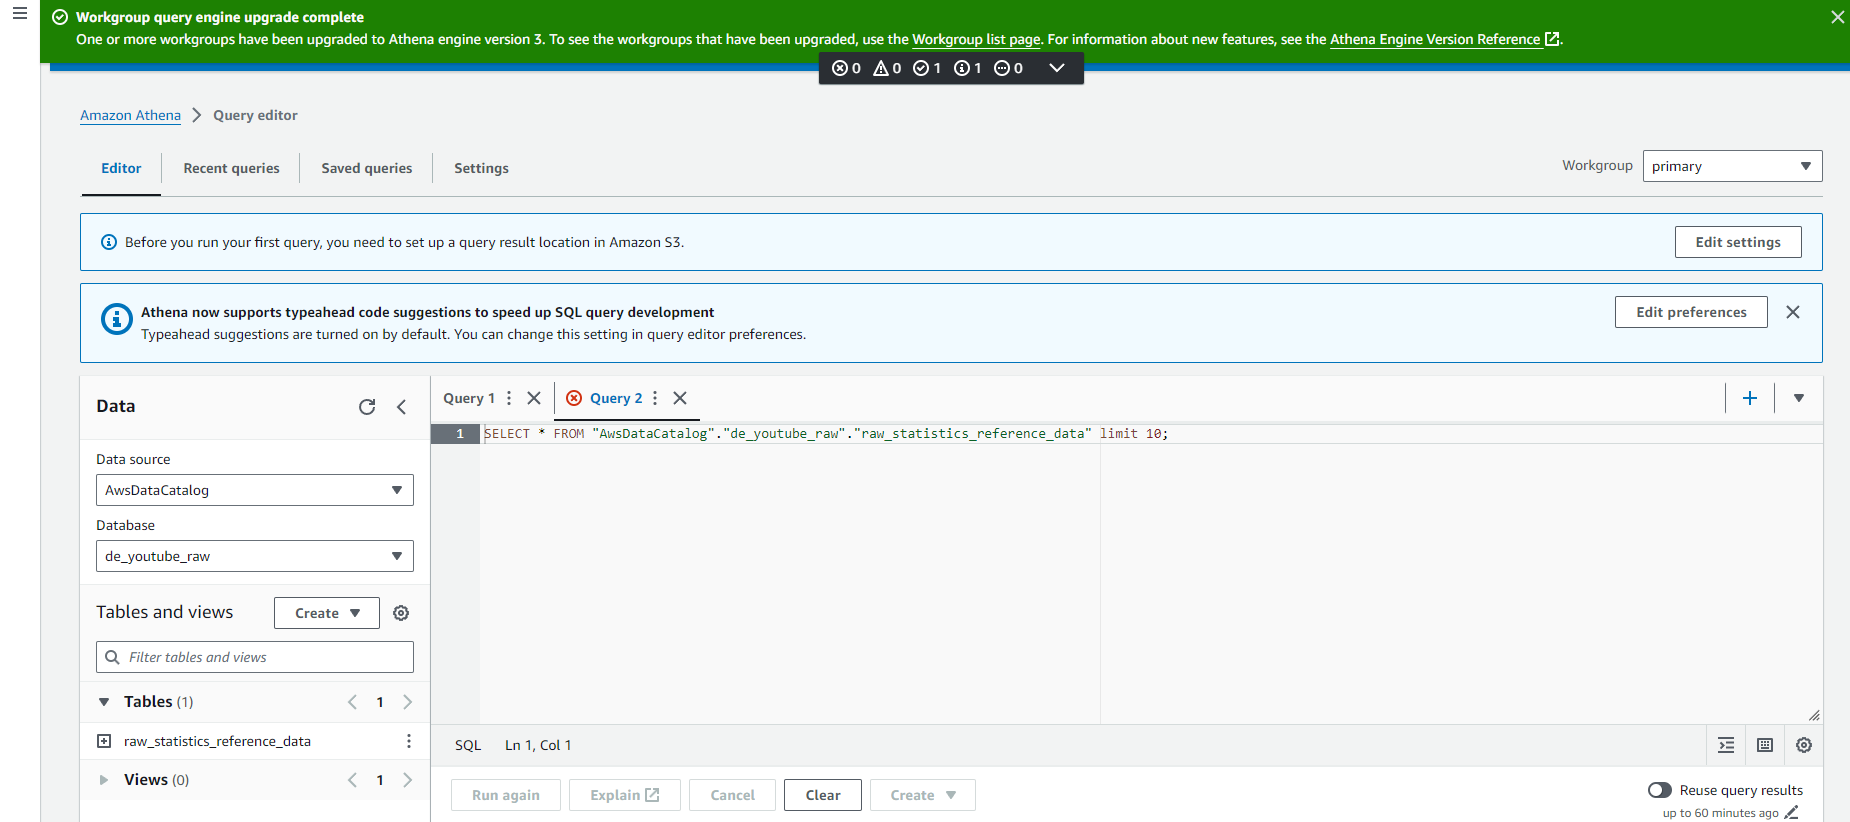 Workgroup query engine upgrade complete
One or more workgroups have been upgraded to Athena engine version 3. To see the workgroups that have been upgraded, use the Workgroup list page. For information about new features, see the Athena Engine Version Reference.
0 0 1 1 0
Amazon Athena > Query editor
Editor Recent queries Saved queries Settings
Workgroup primary
Before you run your first query, you need to set up a query result location in Amazon S3.
Edit settings
Athena now supports typeahead code suggestions to speed up SQL query development
Typeahead suggestions are turned on by default. You can change this setting in query editor preferences.
Edit preferences
Data
Data source
AwsDataCatalog
Database
de_youtube_raw
Tables and views
Create
Filter tables and views
Tables (1) < 1 >
raw_statistics_reference_data
Views (0) < 1 >
Query 1 Query 2
1 SELECT * FROM "AwsDataCatalog"."de_youtube_raw"."raw_statistics_reference_data" limit 10;
SQL Ln 1, Col 1
Run again Explain Cancel Clear Create
Reuse query results
up to 60 minutes ago